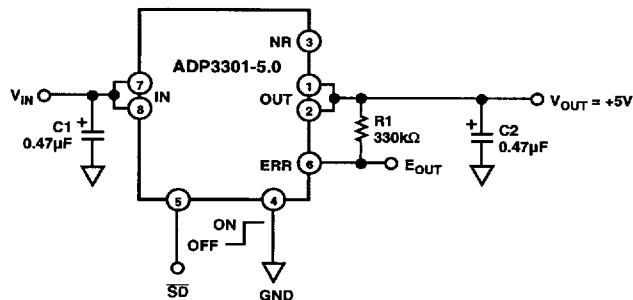 NR
3
ADP3301-5.0
7
8
IN
1
2
OUT
V_IN
V_OUT = +5V
+
C1
0.47µF
R1
330kΩ
+
C2
0.47µF
ERR
6
E_OUT
5
4
ON
OFF
SD
GND